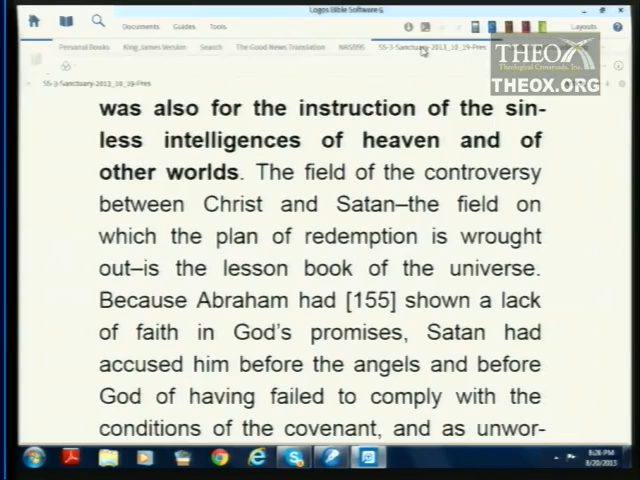 Logos Bible Software 5
Documents Guides Tools
Layouts
Personal Books King James Version Search The Good News Translation NASB95 SS-3-Sanctuary-2013_10_19-Pres
SS-3-Sanctuary-2013_10_19-Pres
THEOX
Theological Crossroads, Inc.
THEOX.ORG
was also for the instruction of the sin-
less intelligences of heaven and of
other worlds. The field of the controversy
between Christ and Satan–the field on
which the plan of redemption is wrought
out–is the lesson book of the universe.
Because Abraham had [155] shown a lack
of faith in God's promises, Satan had
accused him before the angels and before
God of having failed to comply with the
conditions of the covenant, and as unwor-
8/20/2013